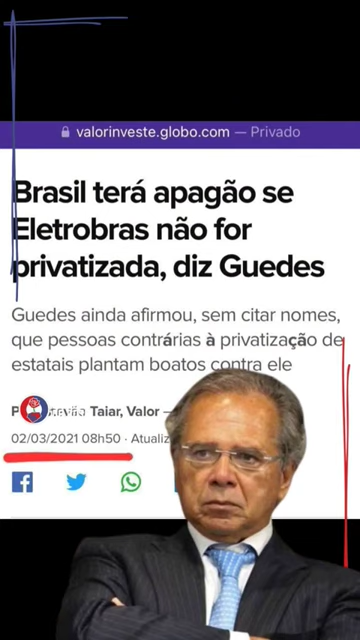 valorinveste.globo.com — Privado
Brasil terá apagão se
Eletrobras não for
privatizada, diz Guedes
Guedes ainda afirmou, sem citar nomes,
que pessoas contrárias à privatização de
estatais plantam boatos contra ele
Taiar, Valor —
02/03/2021 08h50 · Atualiz